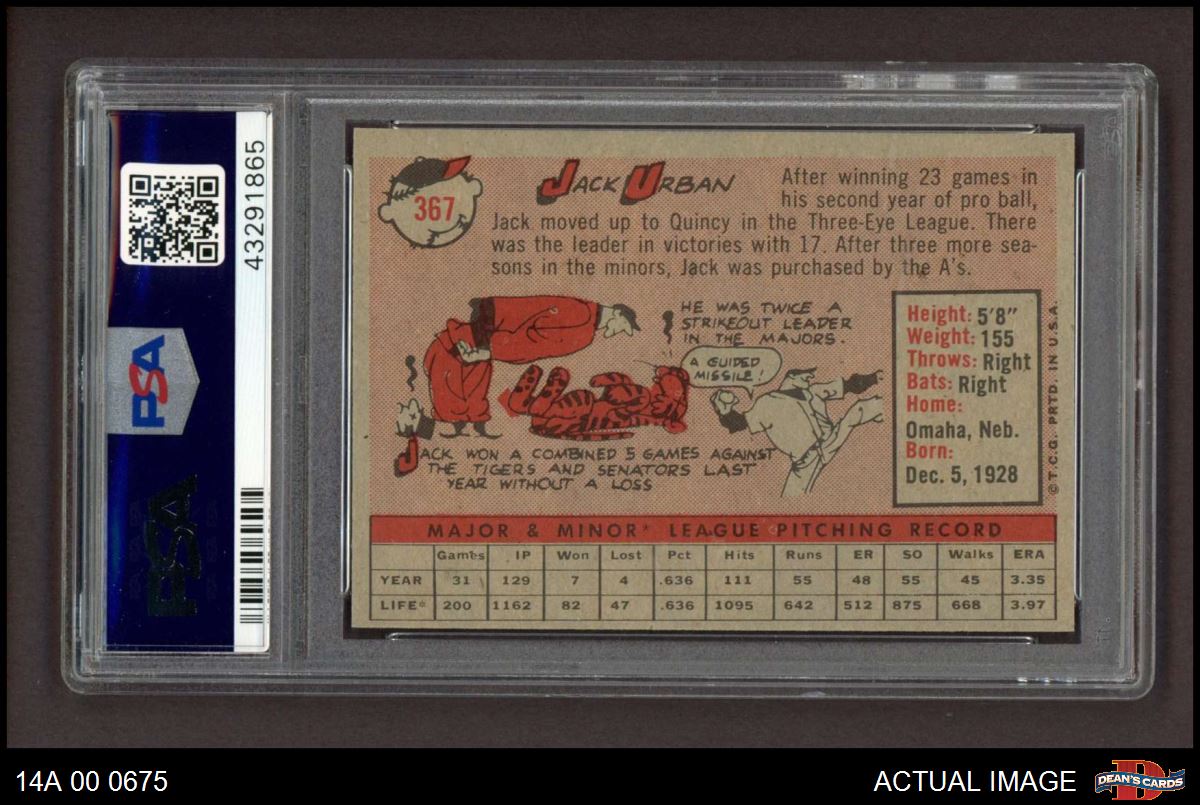 43291865
PSA
PSA
367
JACK URBAN
After winning 23 games in
his second year of pro ball,
Jack moved up to Quincy in the Three-Eye League. There
was the leader in victories with 17. After three more sea-
sons in the minors, Jack was purchased by the A's.
HE WAS TWICE A
STRIKEOUT LEADER
IN THE MAJORS.
A GUIDED
MISSILE!
JACK WON A COMBINED 5 GAMES AGAINST
THE TIGERS AND SENATORS LAST
YEAR WITHOUT A LOSS
Height: 5'8"
Weight: 155
Throws: Right
Bats: Right
Home:
Omaha, Neb.
Born:
Dec. 5, 1928
© T.C.G. PRTD. IN U.S.A.
MAJOR & MINOR* LEAGUE PITCHING RECORD
Games IP Won Lost Pct Hits Runs ER SO Walks ERA
YEAR 31 129 7 4 .636 111 55 48 55 45 3.35
LIFE* 200 1162 82 47 .636 1095 642 512 875 668 3.97
14A 00 0675
ACTUAL IMAGE
DEAN'S CARDS